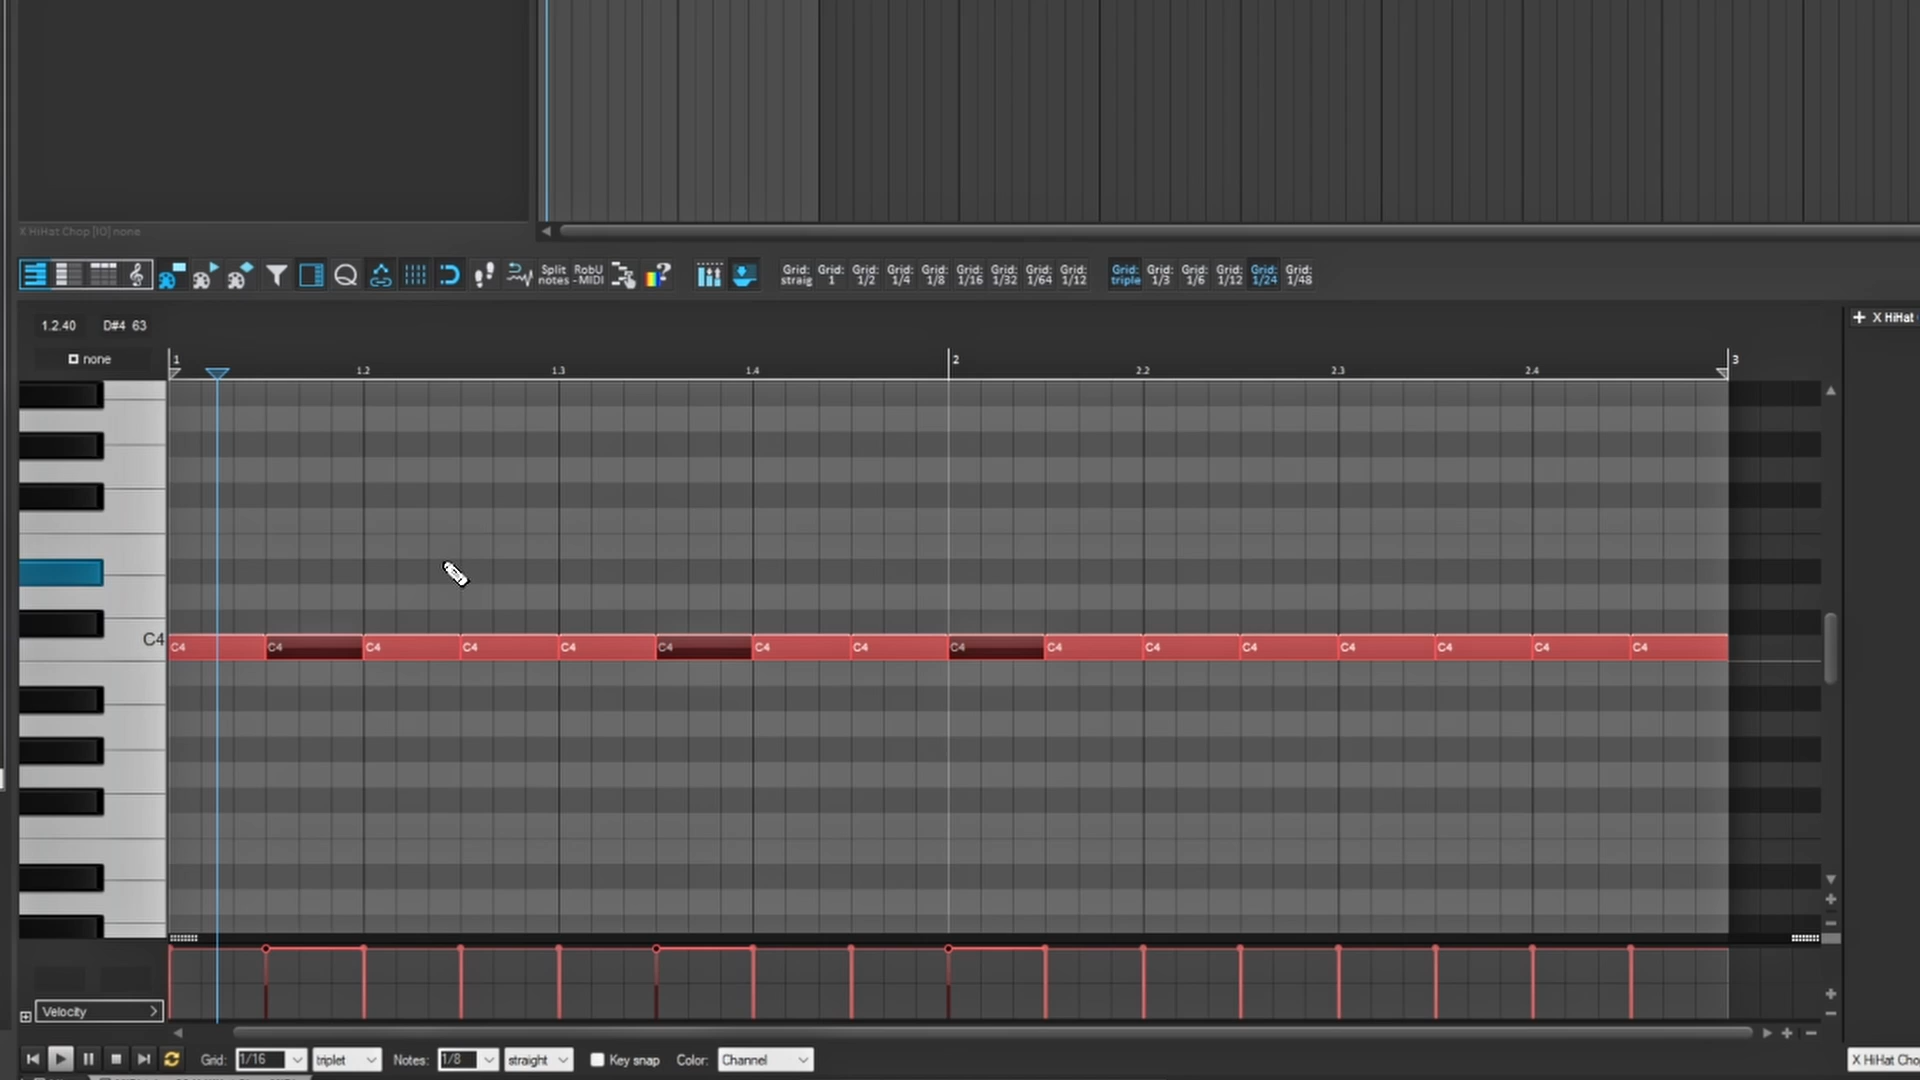 X HiHat Chop [IO] none
Split notes RobU -MIDI Grid: straig Grid: 1 Grid: 1/2 Grid: 1/4 Grid: 1/8 Grid: 1/16 Grid: 1/32 Grid: 1/64 Grid: 1/12 Grid: triple Grid: 1/3 Grid: 1/6 Grid: 1/12 Grid: 1/24 Grid: 1/48
1.2.40 D#4 63
+ X HiHat
none
1 2 3
1.2 1.3 1.4 2.2 2.3 2.4
C4
C4 C4 C4 C4 C4 C4 C4 C4 C4 C4 C4 C4 C4 C4 C4 C4
Velocity
Grid: 1/16 triplet Notes: 1/8 straight Key snap Color: Channel
X HiHat Cho